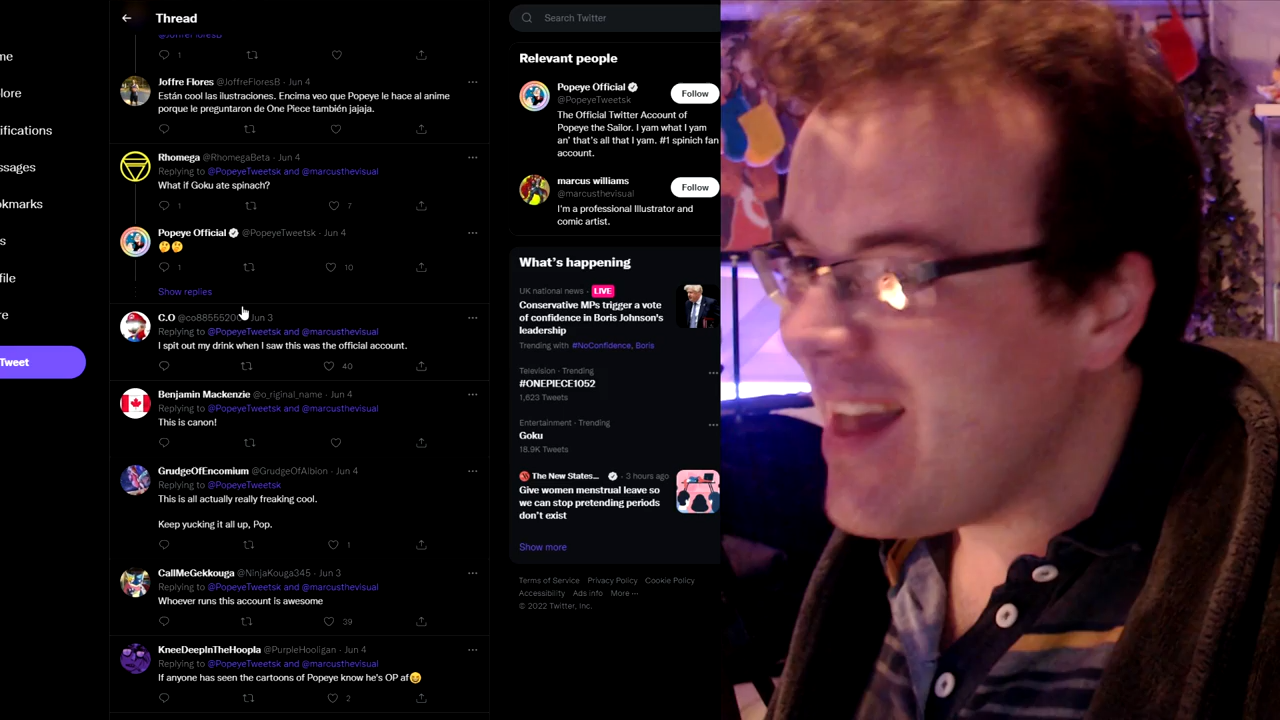 Thread
Search Twitter
@JoffreFloresB
1
Joffre Flores @JoffreFloresB · Jun 4
Están cool las ilustraciones. Encima veo que Popeye le hace al anime
porque le preguntaron de One Piece también jajaja.
Rhomega @RhomegaBeta · Jun 4
Replying to @PopeyeTweetsk and @marcusthevisual
What if Goku ate spinach?
1 7
Popeye Official @PopeyeTweetsk · Jun 4
🤔🤔
1 10
Show replies
C.O Jun 3
Replying to @PopeyeTweetsk and @marcusthevisual
I spit out my drink when I saw this was the official account.
40
Benjamin Mackenzie @o_riginal_name · Jun 4
Replying to @PopeyeTweetsk and @marcusthevisual
This is canon!
GrudgeOfEncomium @GrudgeOfAlbion · Jun 4
Replying to @PopeyeTweetsk
This is all actually really freaking cool.
Keep yucking it all up, Pop.
1
CallMeGekkouga @NinjaKouga345 · Jun 3
Replying to @PopeyeTweetsk and @marcusthevisual
Whoever runs this account is awesome
39
KneeDeepInTheHoopla @PurpleHooligan · Jun 4
Replying to @PopeyeTweetsk and @marcusthevisual
If anyone has seen the cartoons of Popeye know he's OP af😆
2
me
lore
ifications
ssages
okmarks
s
file
re
Tweet
Relevant people
Popeye Official
@PopeyeTweetsk
Follow
The Official Twitter Account of
Popeye the Sailor. I yam what I yam
an' that's all that I yam. #1 spinich fan
account.
marcus williams
@marcusthevisual
Follow
I'm a professional Illustrator and
comic artist.
What's happening
UK national news · LIVE
Conservative MPs trigger a vote
of confidence in Boris Johnson's
leadership
Trending with #NoConfidence, Boris
Television · Trending
#ONEPIECE1052
1,623 Tweets
Entertainment · Trending
Goku
18.9K Tweets
The New States... · 3 hours ago
Give women menstrual leave so
we can stop pretending periods
don't exist
Show more
Terms of Service Privacy Policy Cookie Policy
Accessibility Ads info More ···
© 2022 Twitter, Inc.